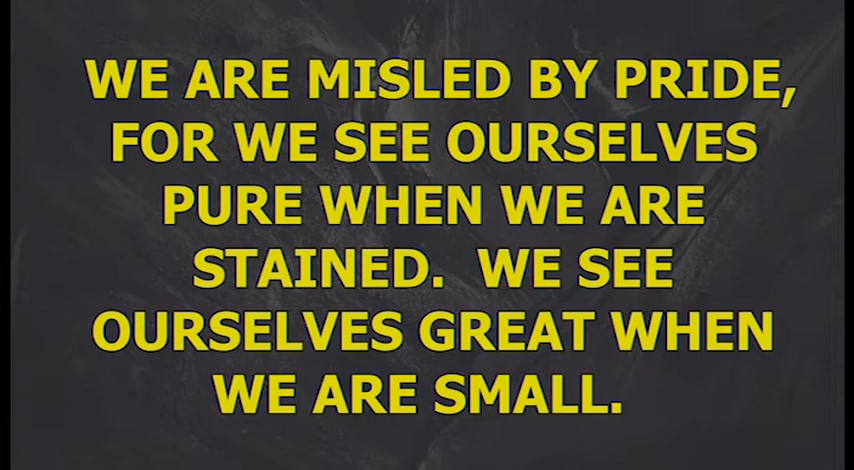 WE ARE MISLED BY PRIDE,
FOR WE SEE OURSELVES
PURE WHEN WE ARE
STAINED.  WE SEE
OURSELVES GREAT WHEN
WE ARE SMALL.